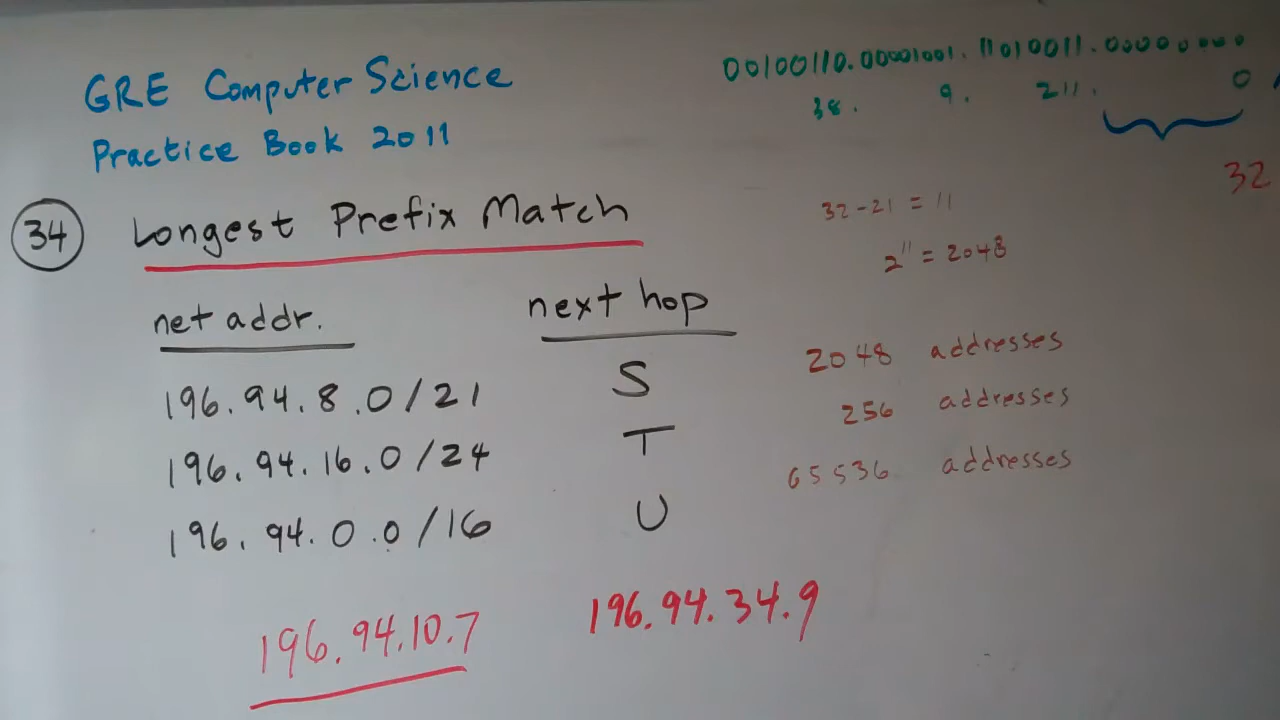 GRE Computer Science
Practice Book 2011
00100110.00001001.11010011.00000000
38. 9. 211. 0
32
34 Longest Prefix Match
32-21 = 11
2¹¹ = 2048
net addr. next hop
196.94.8.0/21 S 2048 addresses
196.94.16.0/24 T 256 addresses
196.94.0.0/16 U 65536 addresses
196.94.10.7 196.94.34.9